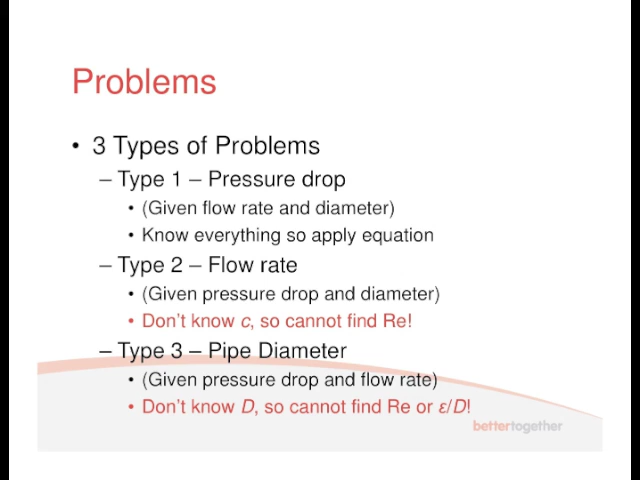 Problems
• 3 Types of Problems
– Type 1 – Pressure drop
• (Given flow rate and diameter)
• Know everything so apply equation
– Type 2 – Flow rate
• (Given pressure drop and diameter)
• Don't know c, so cannot find Re!
– Type 3 – Pipe Diameter
• (Given pressure drop and flow rate)
• Don't know D, so cannot find Re or ε/D!
bettertogether